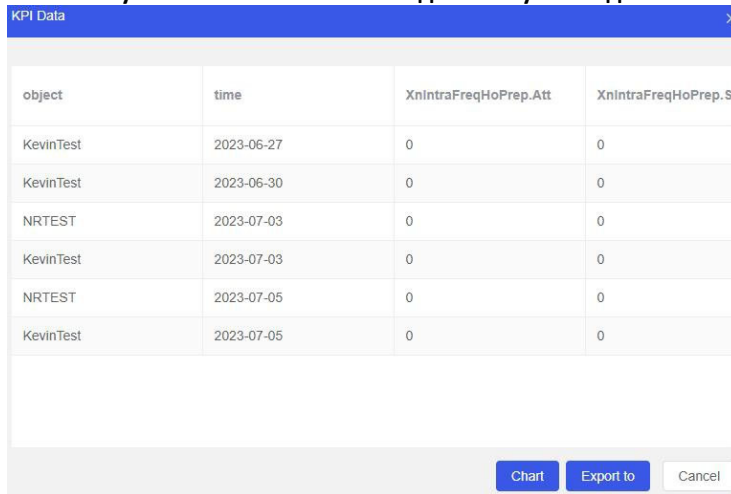 KPI Data
object time XnIntraFreqHoPrep.Att XnIntraFreqHoPrep.S
KevinTest 2023-06-27 0 0
KevinTest 2023-06-30 0 0
NRTEST 2023-07-03 0 0
KevinTest 2023-07-03 0 0
NRTEST 2023-07-05 0 0
KevinTest 2023-07-05 0 0
Chart Export to Cancel